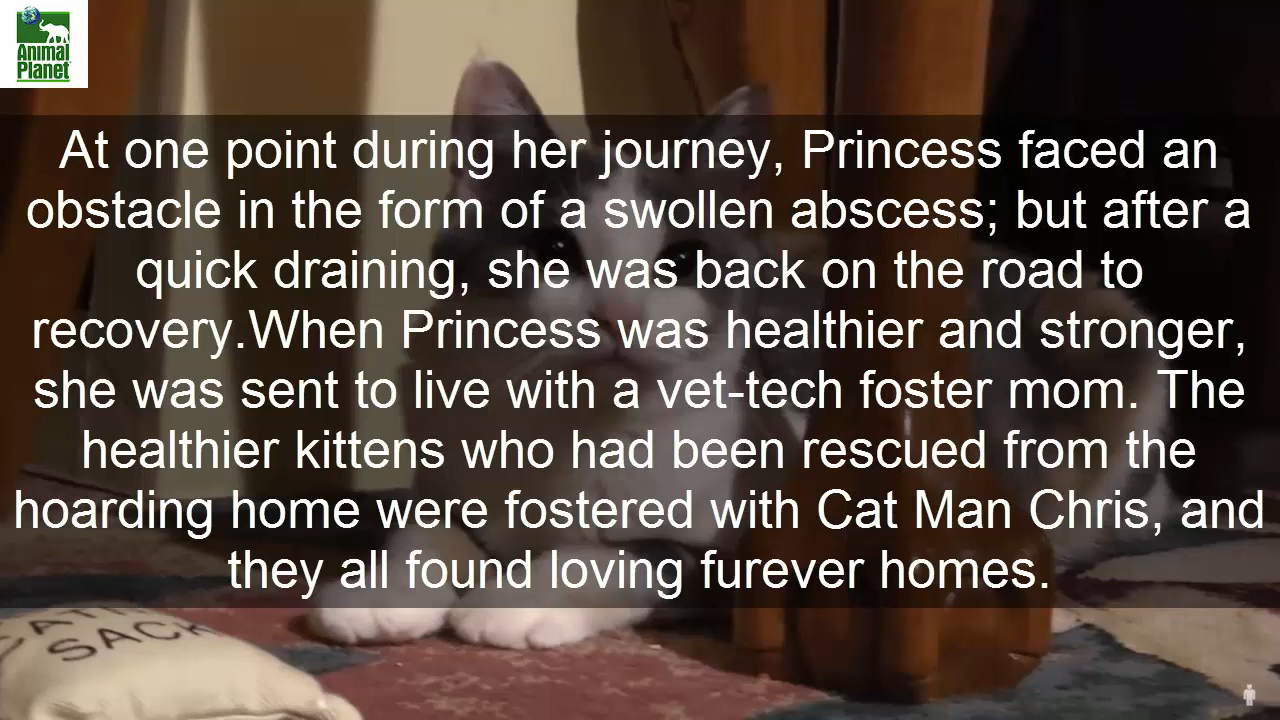 Animal
Planet
At one point during her journey, Princess faced an
obstacle in the form of a swollen abscess; but after a
quick draining, she was back on the road to
recovery.When Princess was healthier and stronger,
she was sent to live with a vet-tech foster mom. The
healthier kittens who had been rescued from the
hoarding home were fostered with Cat Man Chris, and
they all found loving furever homes.
SACK